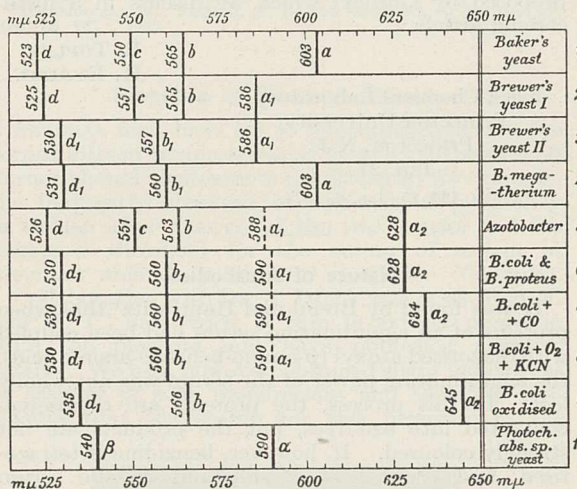 mμ 525 550 575 600 625 650 mμ
523 d 550 c 565 b 603 a Baker's yeast
525 d 551 c 565 b 586 a₁ Brewer's yeast I
530 d₁ 557 b₁ 586 a₁ Brewer's yeast II
531 d₁ 560 b₁ 603 a B. mega-therium
526 d 551 c 563 b 588 a₁ 628 a₂ Azotobacter
530 d₁ 560 b₁ 590 a₁ 628 a₂ B.coli & B.proteus
530 d₁ 560 b₁ 590 a₁ 634 a₂ B.coli + + CO
530 d₁ 560 b₁ 590 a₁ B.coli + O₂ + KCN
535 d₁ 566 b₁ 645 a₂ B.coli oxidised
540 β 590 α Photoch. abs. sp. yeast
mμ 525 550 575 600 625 650 mμ